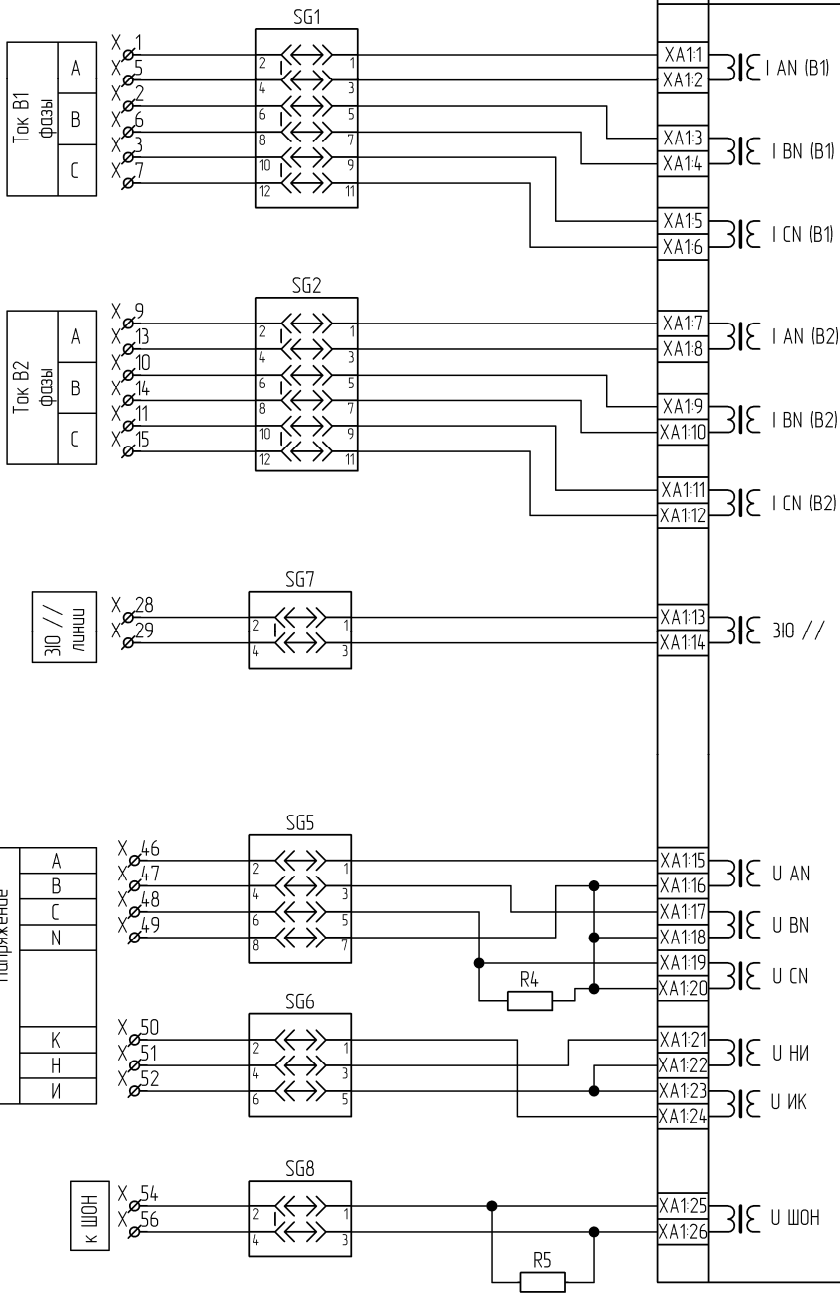 SG1
Ток В1
фазы
A
B
C
X 1
X 5
X 2
X 6
X 3
X 7
2 1
4 3
6 5
8 7
10 9
12 11
XA1:1
XA1:2
I AN (B1)
XA1:3
XA1:4
I BN (B1)
XA1:5
XA1:6
I CN (B1)
SG2
Ток В2
фазы
A
B
C
X 9
X 13
X 10
X 14
X 11
X 15
2 1
4 3
6 5
8 7
10 9
12 11
XA1:7
XA1:8
I AN (B2)
XA1:9
XA1:10
I BN (B2)
XA1:11
XA1:12
I CN (B2)
SG7
3I0 //
линии
X 28
X 29
2 1
4 3
XA1:13
XA1:14
3I0 //
SG5
Напряжение
A
B
C
N
X 46
X 47
X 48
X 49
2 1
4 3
6 5
8 7
XA1:15
XA1:16
U AN
XA1:17
XA1:18
U BN
XA1:19
XA1:20
U CN
R4
SG6
К
Н
И
X 50
X 51
X 52
2 1
4 3
6 5
XA1:21
XA1:22
U НИ
XA1:23
XA1:24
U ИК
SG8
к ШОН
X 54
X 56
2 1
4 3
XA1:25
XA1:26
U ШОН
R5